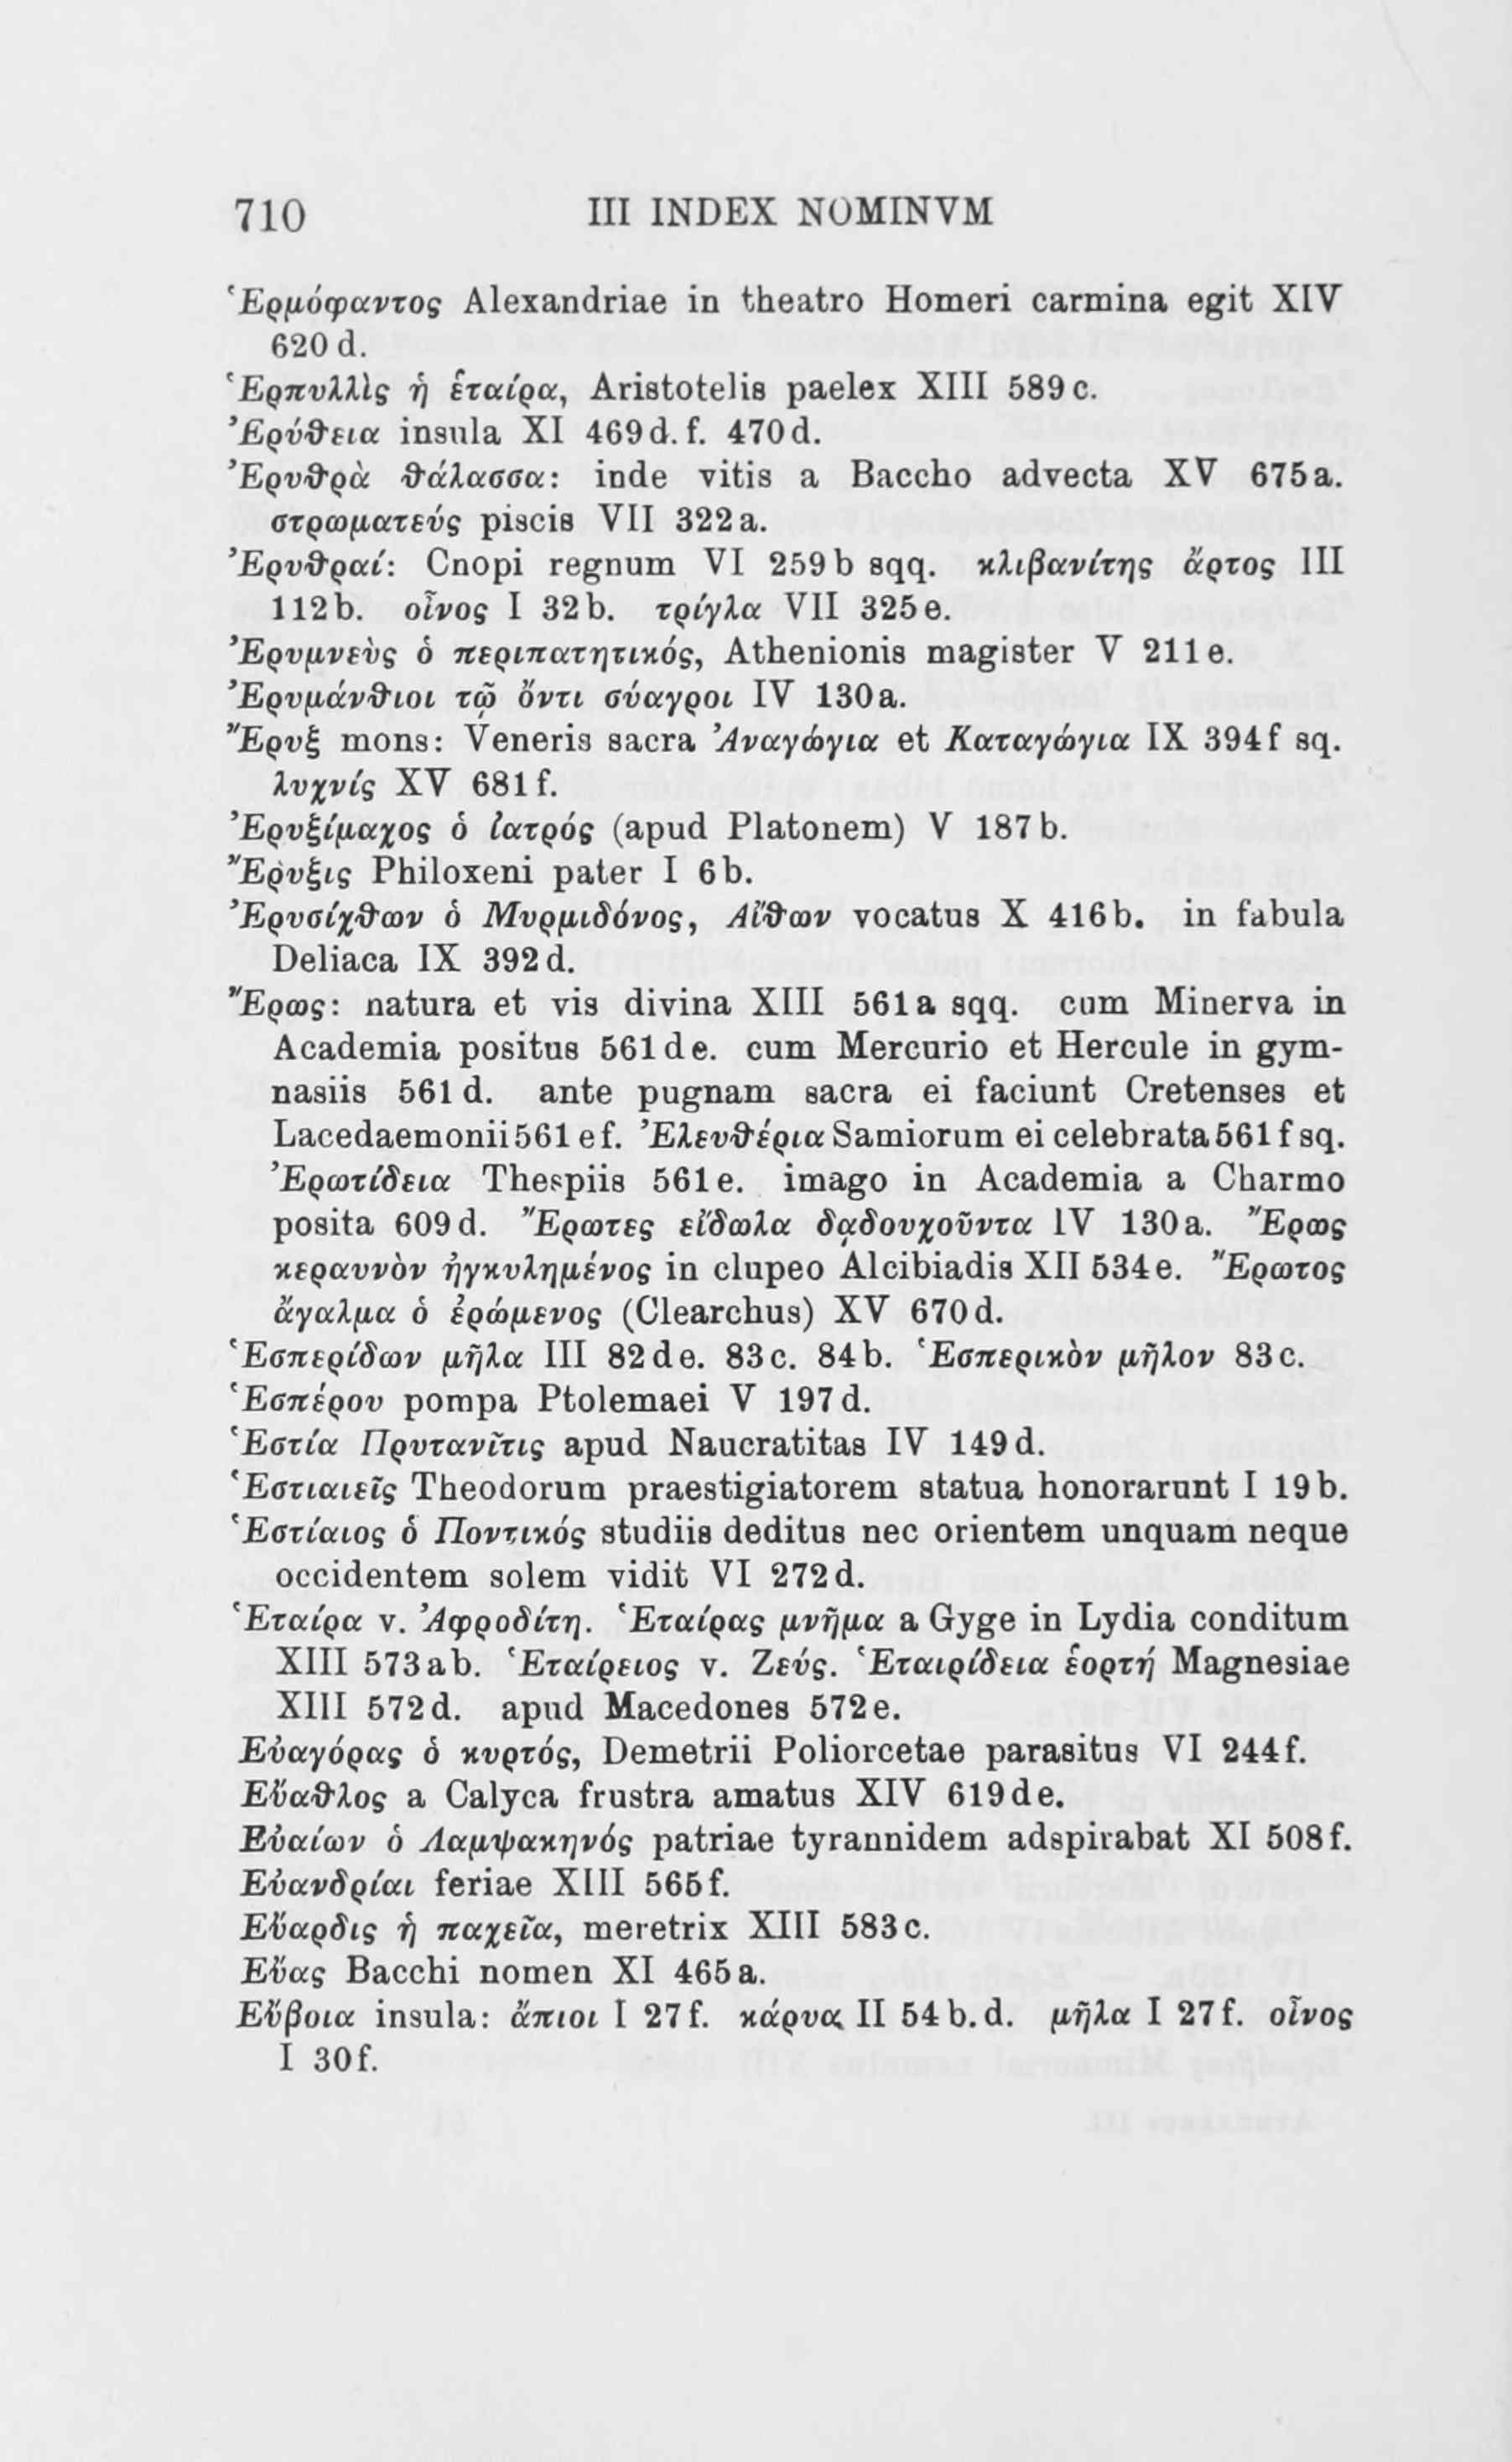 710 III INDEX NOMINVM
Ἑρμόφαντος Alexandriae in theatro Homeri carmina egit XIV
620 d.
Ἑρπυλλὶς ἡ ἑταίρα, Aristotelis paelex XIII 589 c.
Ἐρύθεια insula XI 469 d. f. 470 d.
Ἐρυθρὰ θάλασσα: inde vitis a Baccho advecta XV 675 a.
στρωματεύς piscis VII 322 a.
Ἐρυθραί: Cnopi regnum VI 259 b sqq. κλιβανίτης ἄρτος III
112 b. οἶνος I 32 b. τρίγλα VII 325 e.
Ἐρυμνεὺς ὁ περιπατητικός, Athenionis magister V 211 e.
Ἐρυμάνθιοι τῷ ὄντι σύαγροι IV 130 a.
Ἔρυξ mons: Veneris sacra Ἀναγώγια et Καταγώγια IX 394 f sq.
λυχνίς XV 681 f.
Ἐρυξίμαχος ὁ ἰατρός (apud Platonem) V 187 b.
Ἔρυξις Philoxeni pater I 6 b.
Ἐρυσίχθων ὁ Μυρμιδόνος, Αἴθων vocatus X 416 b. in fabula
Deliaca IX 392 d.
Ἔρως: natura et vis divina XIII 561 a sqq. cum Minerva in
Academia positus 561 d e. cum Mercurio et Hercule in gym-
nasiis 561 d. ante pugnam sacra ei faciunt Cretenses et
Lacedaemonii 561 e f. Ἐλευθέρια Samiorum ei celebrata 561 f sq.
Ἐρωτίδεια Thespiis 561 e. imago in Academia a Charmo
posita 609 d. Ἔρωτες εἴδωλα δᾳδουχοῦντα IV 130 a. Ἔρως
κεραυνὸν ἠγκυλημένος in clupeo Alcibiadis XII 534 e. Ἔρωτος
ἄγαλμα ὁ ἐρώμενος (Clearchus) XV 670 d.
Ἑσπερίδων μῆλα III 82 d e. 83 c. 84 b. Ἑσπερικὸν μῆλον 83 c.
Ἑσπέρου pompa Ptolemaei V 197 d.
Ἑστία Πρυτανῖτις apud Naucratitas IV 149 d.
Ἑστιαιεῖς Theodorum praestigiatorem statua honorarunt I 19 b.
Ἑστίαιος ὁ Ποντικός studiis deditus nec orientem unquam neque
occidentem solem vidit VI 272 d.
Ἑταίρα v. Ἀφροδίτη. Ἑταίρας μνῆμα a Gyge in Lydia conditum
XIII 573 a b. Ἑταίρειος v. Ζεύς. Ἑταιρίδεια ἑορτή Magnesiae
XIII 572 d. apud Macedones 572 e.
Εὐαγόρας ὁ κυρτός, Demetrii Poliorcetae parasitus VI 244 f.
Εὔαθλος a Calyca frustra amatus XIV 619 d e.
Εὐαίων ὁ Λαμψακηνός patriae tyrannidem adspirabat XI 508 f.
Εὐανδρίαι feriae XIII 565 f.
Εὔαρδις ἡ παχεῖα, meretrix XIII 583 c.
Εὔας Bacchi nomen XI 465 a.
Εὔβοια insula: ἄπιοι I 27 f. κάρυα II 54 b. d. μῆλα I 27 f. οἶνος
I 30 f.